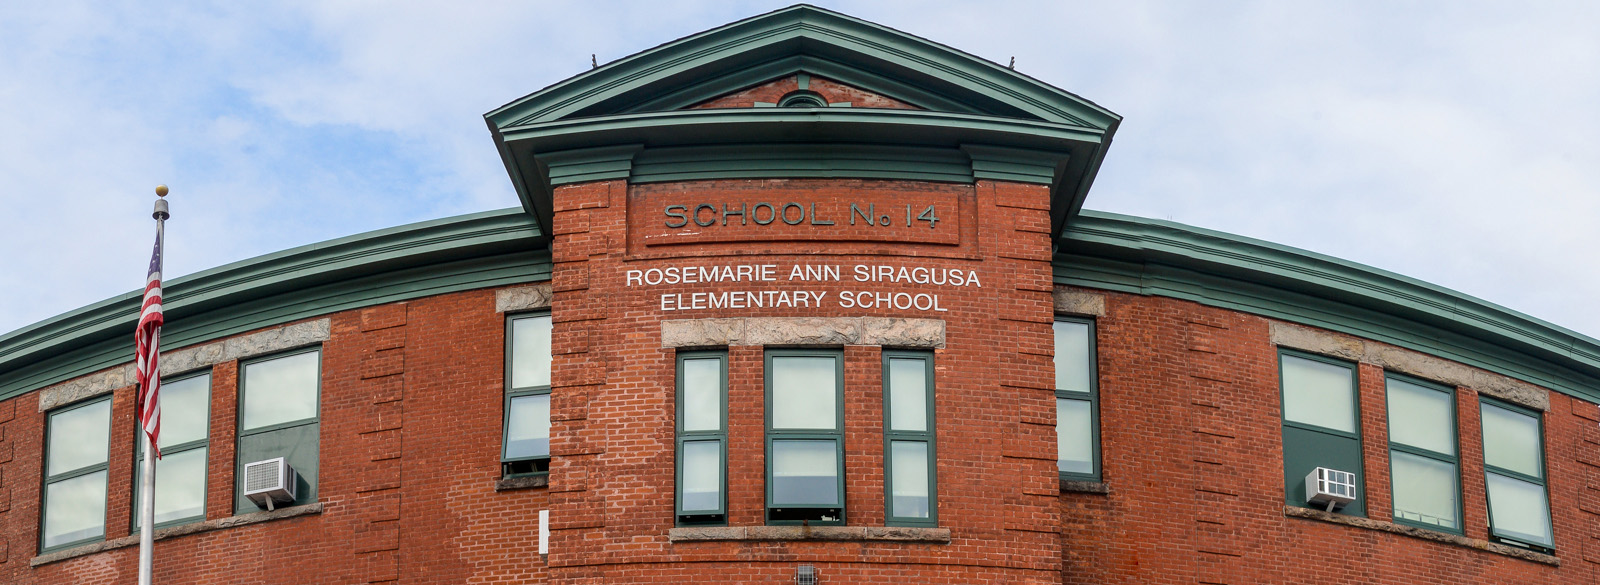 SCHOOL No 14
ROSEMARIE ANN SIRAGUSA
ELEMENTARY SCHOOL